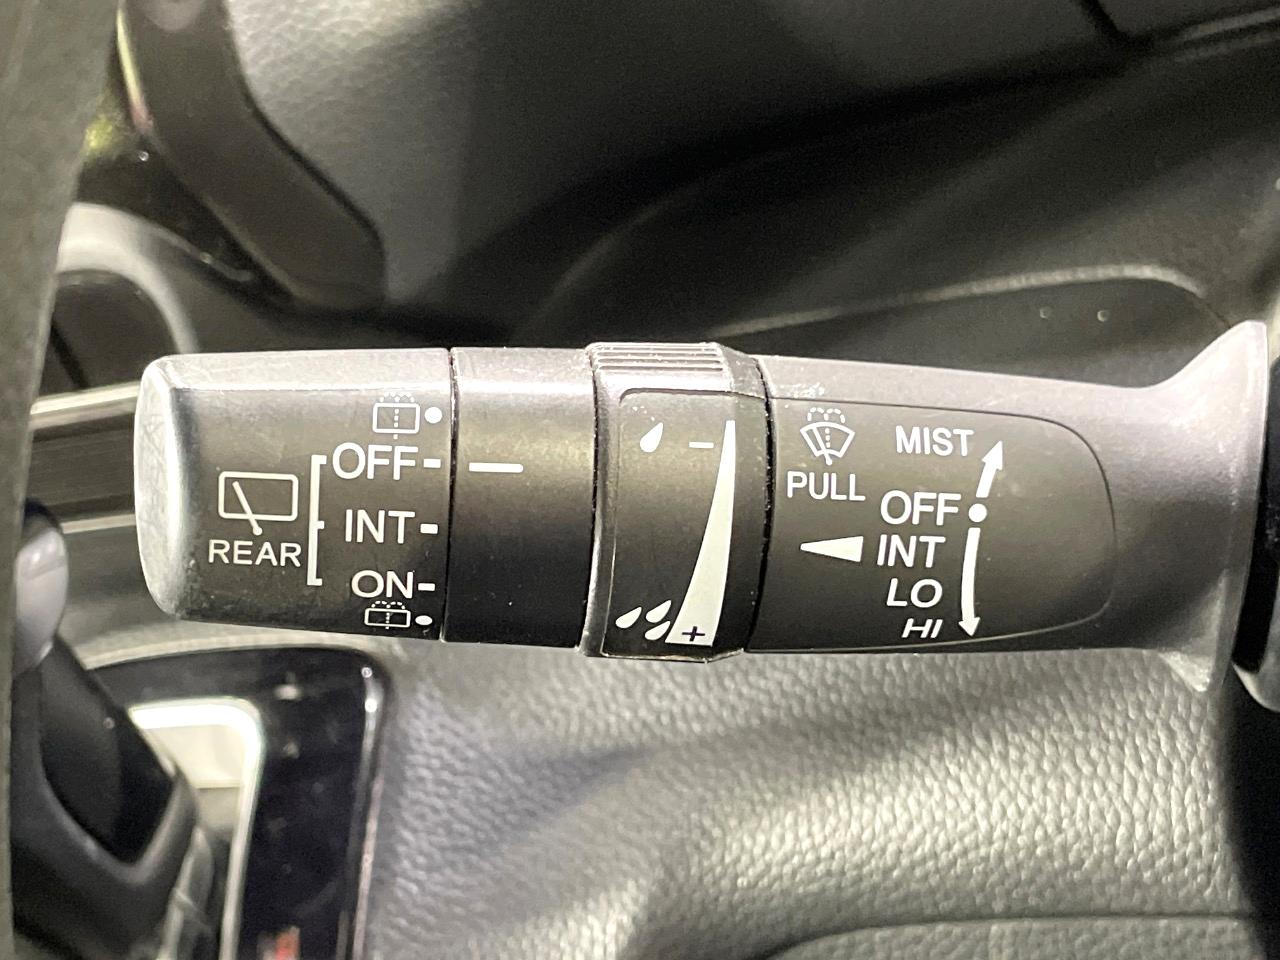 OFF
INT
ON
REAR
−
+
PULL
MIST
OFF
INT
LO
HI